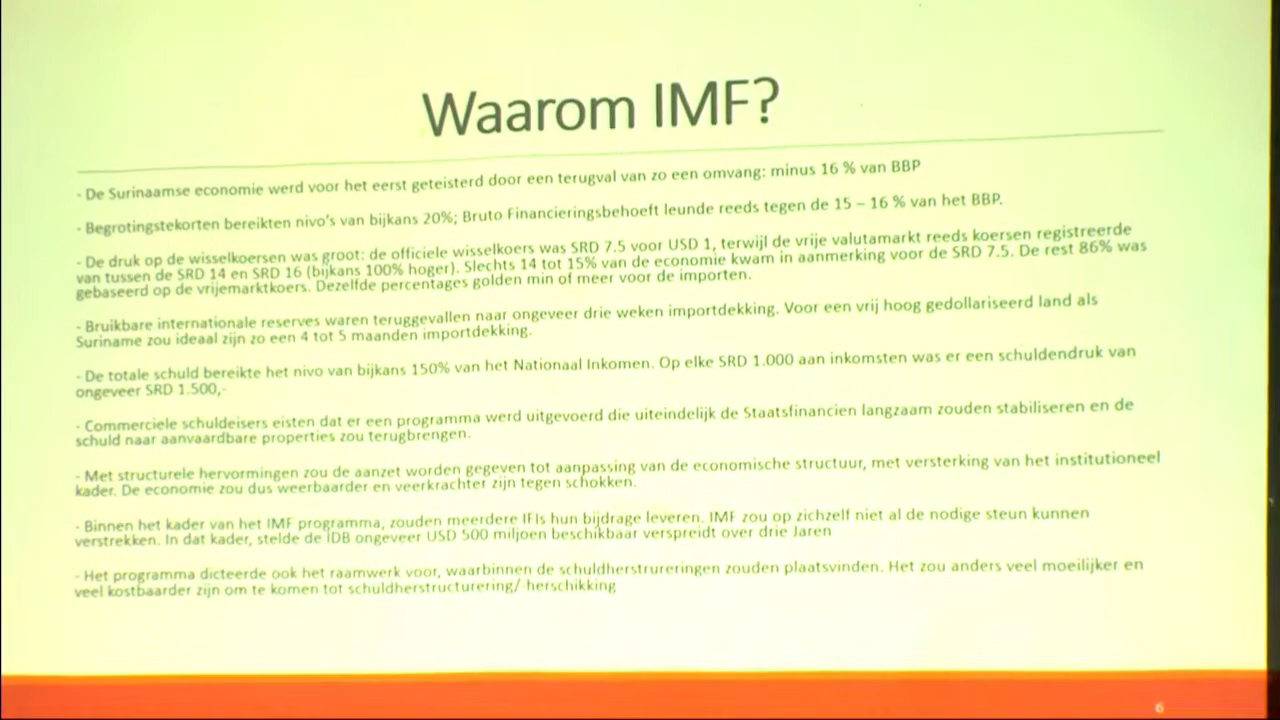 Waarom IMF?
- De Surinaamse economie werd voor het eerst geteisterd door een terugval van zo een omvang: minus 16 % van BBP
- Begrotingstekorten bereikten nivo's van bijkans 20%; Bruto Financieringsbehoeft leunde reeds tegen de 15 – 16 % van het BBP.
- De druk op de wisselkoersen was groot: de officiele wisselkoers was SRD 7.5 voor USD 1, terwijl de vrije valutamarkt reeds koersen registreerde
van tussen de SRD 14 en SRD 16 (bijkans 100% hoger). Slechts 14 tot 15% van de economie kwam in aanmerking voor de SRD 7.5. De rest 86% was
gebaseerd op de vrijemarktkoers. Dezelfde percentages golden min of meer voor de importen.
- Bruikbare internationale reserves waren teruggevallen naar ongeveer drie weken importdekking. Voor een vrij hoog gedollariseerd land als
Suriname zou ideaal zijn zo een 4 tot 5 maanden importdekking.
- De totale schuld bereikte het nivo van bijkans 150% van het Nationaal Inkomen. Op elke SRD 1.000 aan inkomsten was er een schuldendruk van
ongeveer SRD 1.500,-
- Commerciele schuldeisers eisten dat er een programma werd uitgevoerd die uiteindelijk de Staatsfinancien langzaam zouden stabiliseren en de
schuld naar aanvaardbare properties zou terugbrengen.
- Met structurele hervormingen zou de aanzet worden gegeven tot aanpassing van de economische structuur, met versterking van het institutioneel
kader. De economie zou dus weerbaarder en veerkrachter zijn tegen schokken.
- Binnen het kader van het IMF programma, zouden meerdere IFIs hun bijdrage leveren. IMF zou op zichzelf niet al de nodige steun kunnen
verstrekken. In dat kader, stelde de IDB ongeveer USD 500 miljoen beschikbaar verspreidt over drie Jaren
- Het programma dicteerde ook het raamwerk voor, waarbinnen de schuldherstrureringen zouden plaatsvinden. Het zou anders veel moeilijker en
veel kostbaarder zijn om te komen tot schuldherstructurering/ herschikking
6